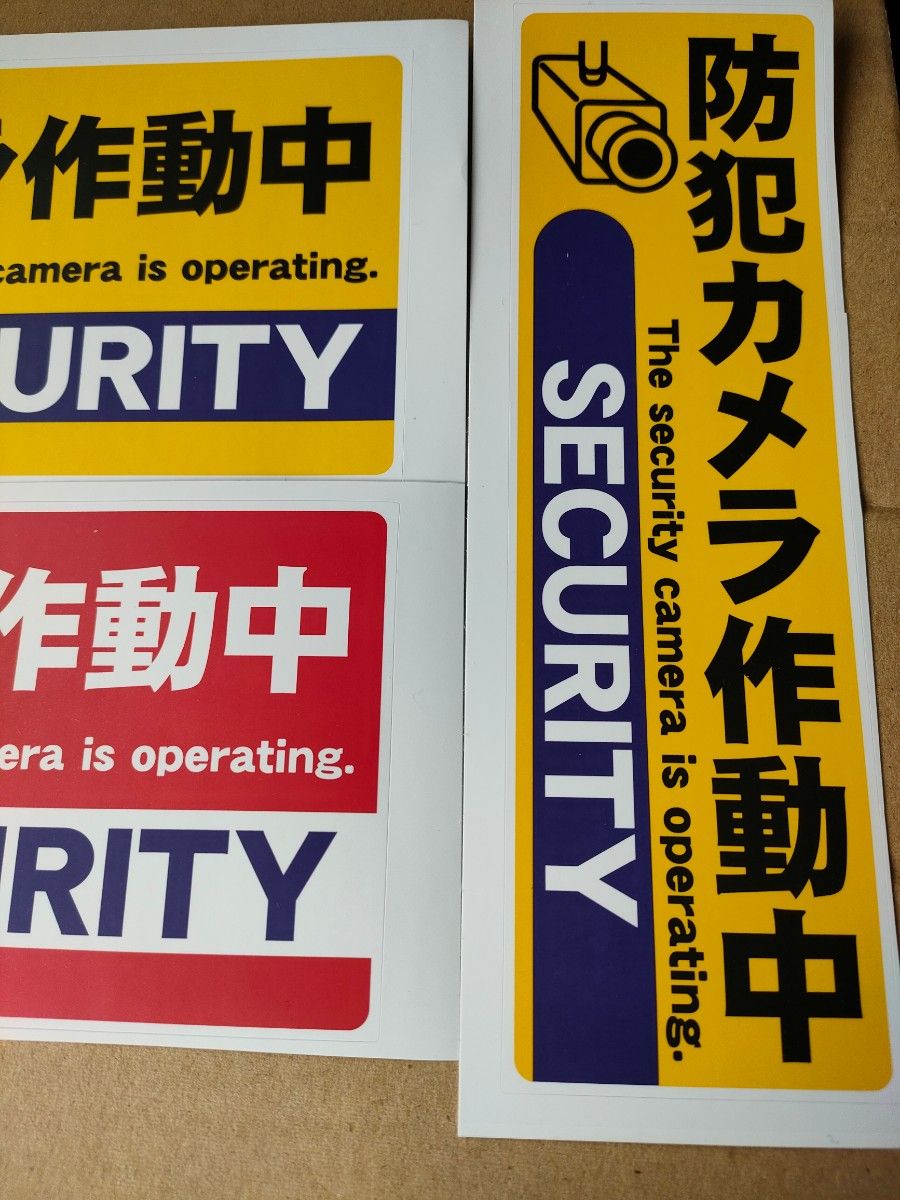 作動中
camera is operating.
URITY
作動中
era is operating.
RITY
防犯カメラ作動中
The security camera is operating.
SECURITY